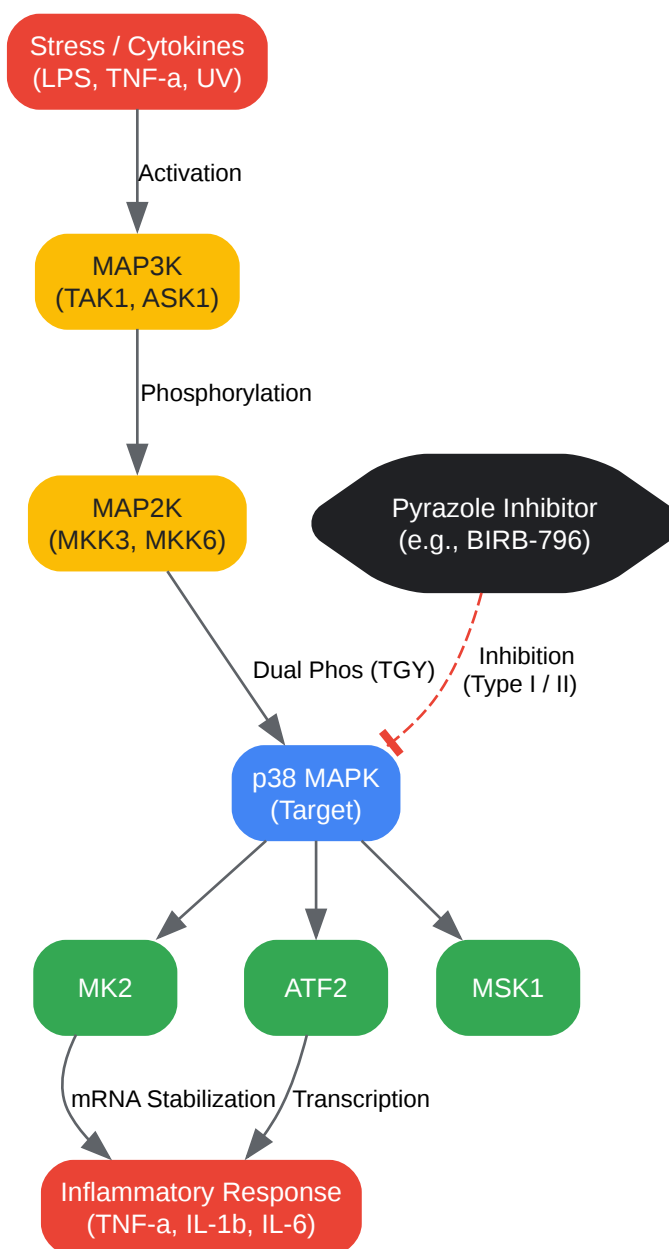 Stress / Cytokines
(LPS, TNF-a, UV)
Activation
MAP3K
(TAK1, ASK1)
Phosphorylation
MAP2K
(MKK3, MKK6)
Pyrazole Inhibitor
(e.g., BIRB-796)
Dual Phos (TGY)
Inhibition
(Type I / II)
p38 MAPK
(Target)
MK2
ATF2
MSK1
mRNA Stabilization
Transcription
Inflammatory Response
(TNF-a, IL-1b, IL-6)